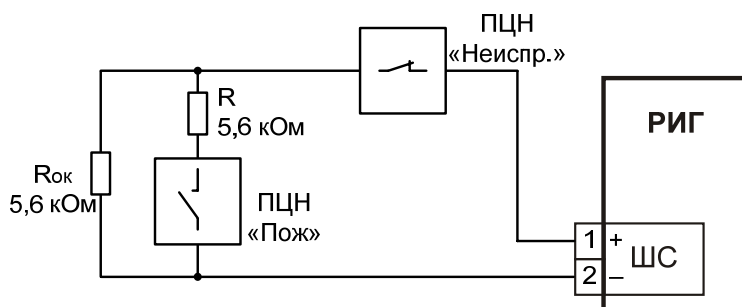 ПЦН
«Неиспр.»
R
5,6 кОм
РИГ
Rок
5,6 кОм
ПЦН
«Пож»
1 +
ШС
2 –